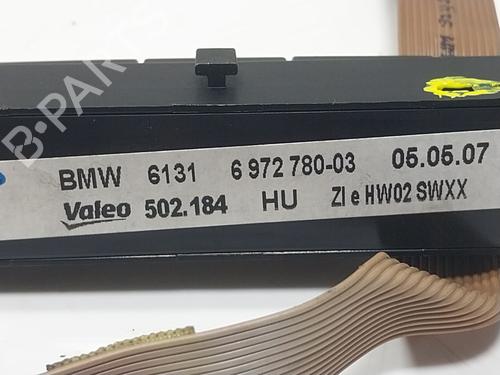 BMW 6131 6 972 780-03 05.05.07
Valeo 502.184 HU ZI e HW02 SWXX
B-PARTS